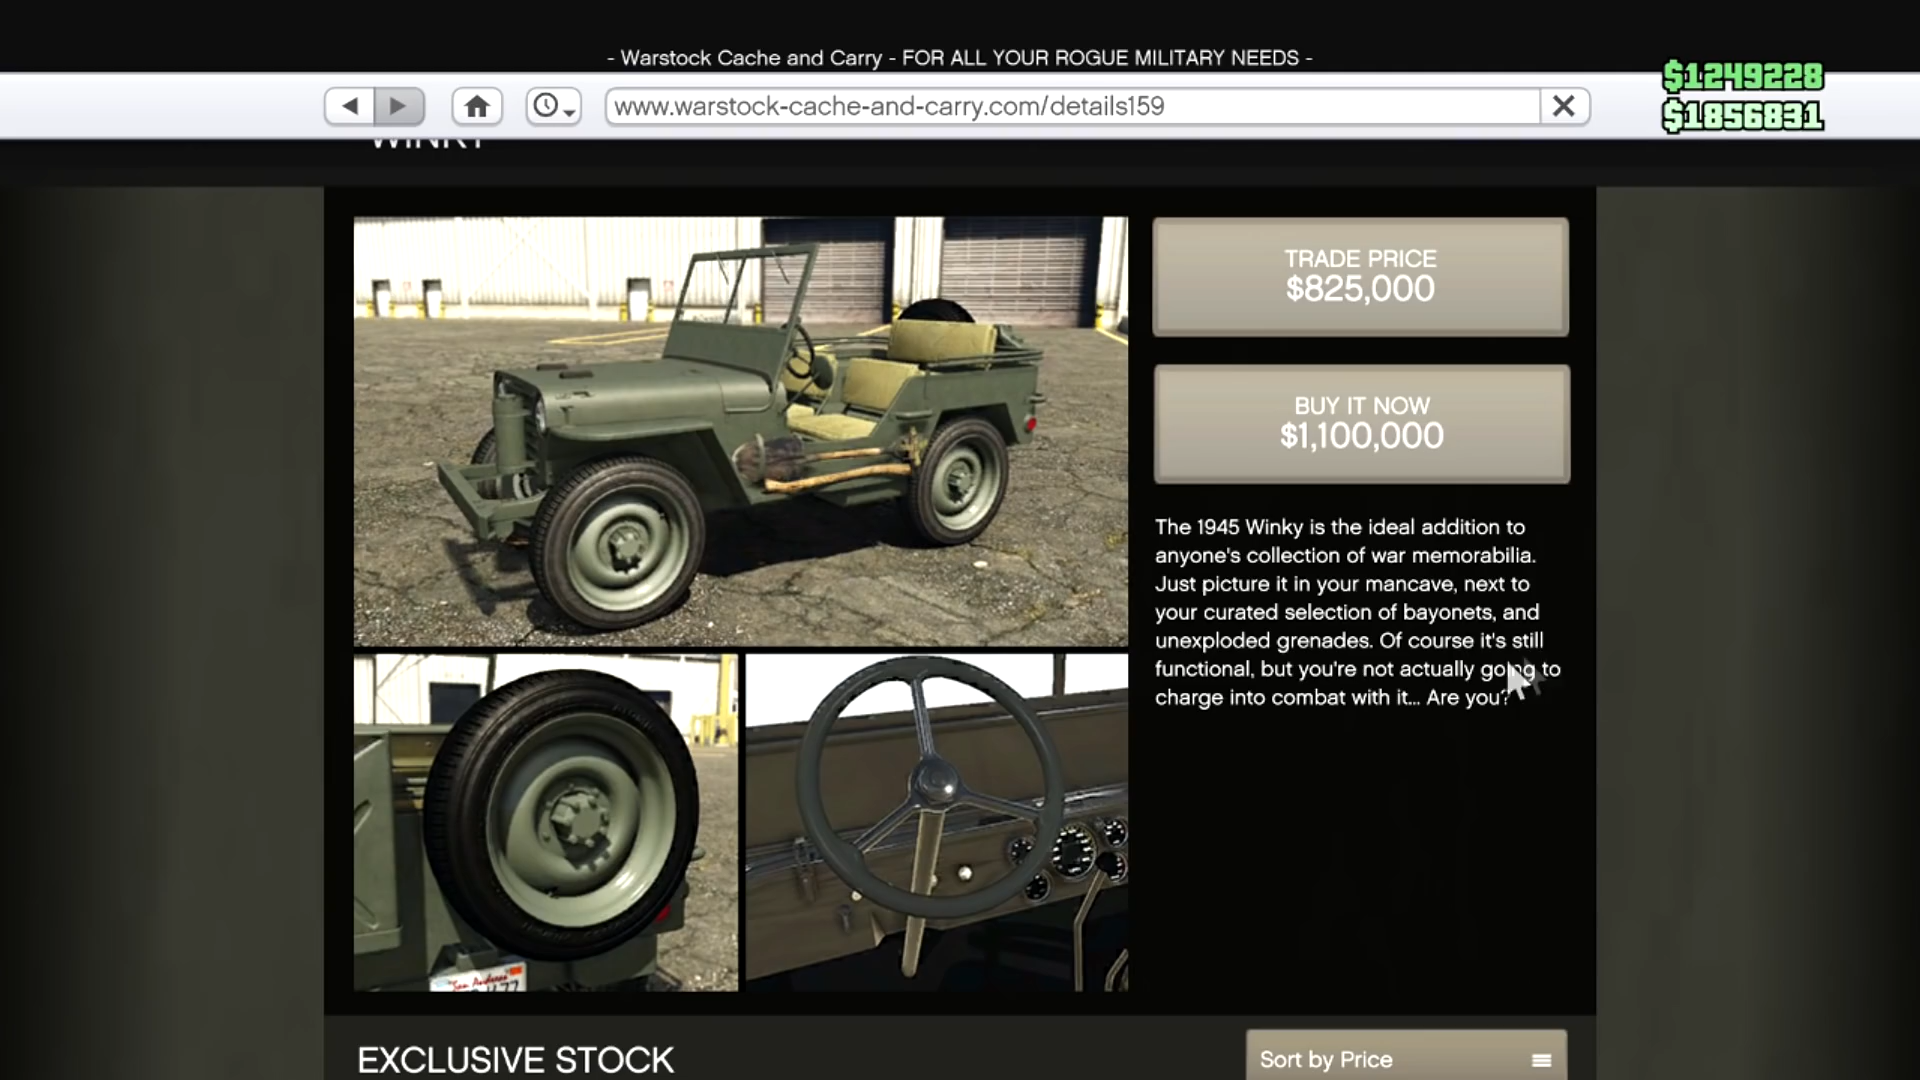 - Warstock Cache and Carry - FOR ALL YOUR ROGUE MILITARY NEEDS -
$1249228
www.warstock-cache-and-carry.com/details159
$1856831
WINKY
TRADE PRICE
$825,000
BUY IT NOW
$1,100,000
The 1945 Winky is the ideal addition to
anyone's collection of war memorabilia.
Just picture it in your mancave, next to
your curated selection of bayonets, and
unexploded grenades. Of course it's still
functional, but you're not actually going to
charge into combat with it... Are you?
San Andreas
EXCLUSIVE STOCK
Sort by Price